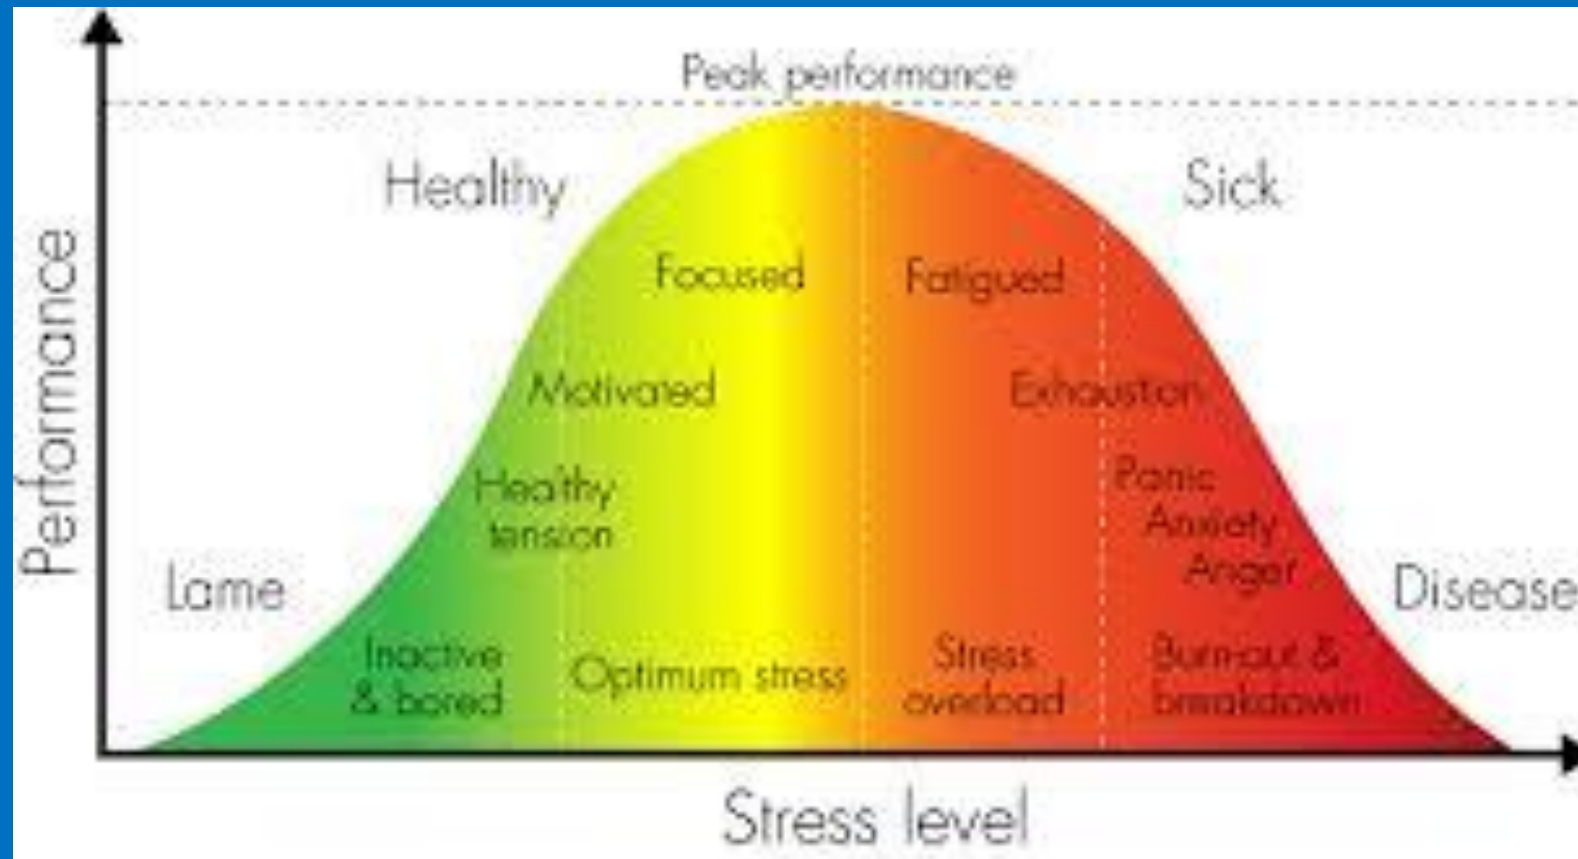 Peak performance
Healthy
Sick
Focused
Fatigued
Motivated
Exhaustion
Healthy
tension
Panic
Anxiety
Anger
Lame
Disease
Inactive
& bored
Optimum stress
Stress
overload
Burn-out &
breakdown
Performance
Stress level